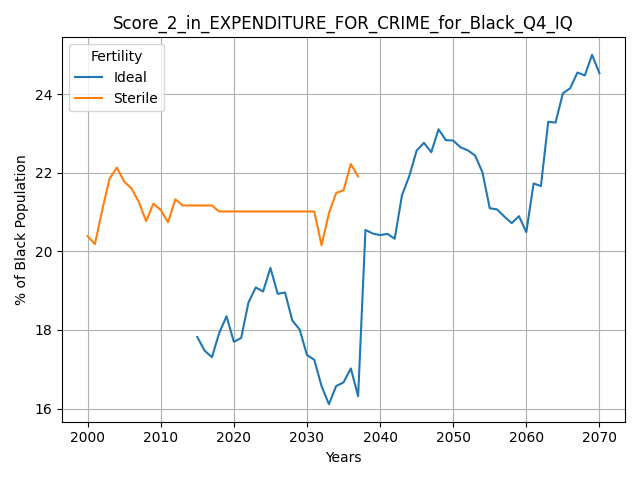 Score_2_in_EXPENDITURE_FOR_CRIME_for_Black_Q4_IQ
Fertility
Ideal
Sterile
% of Black Population
24
22
20
18
16
2000 2010 2020 2030 2040 2050 2060 2070
Years